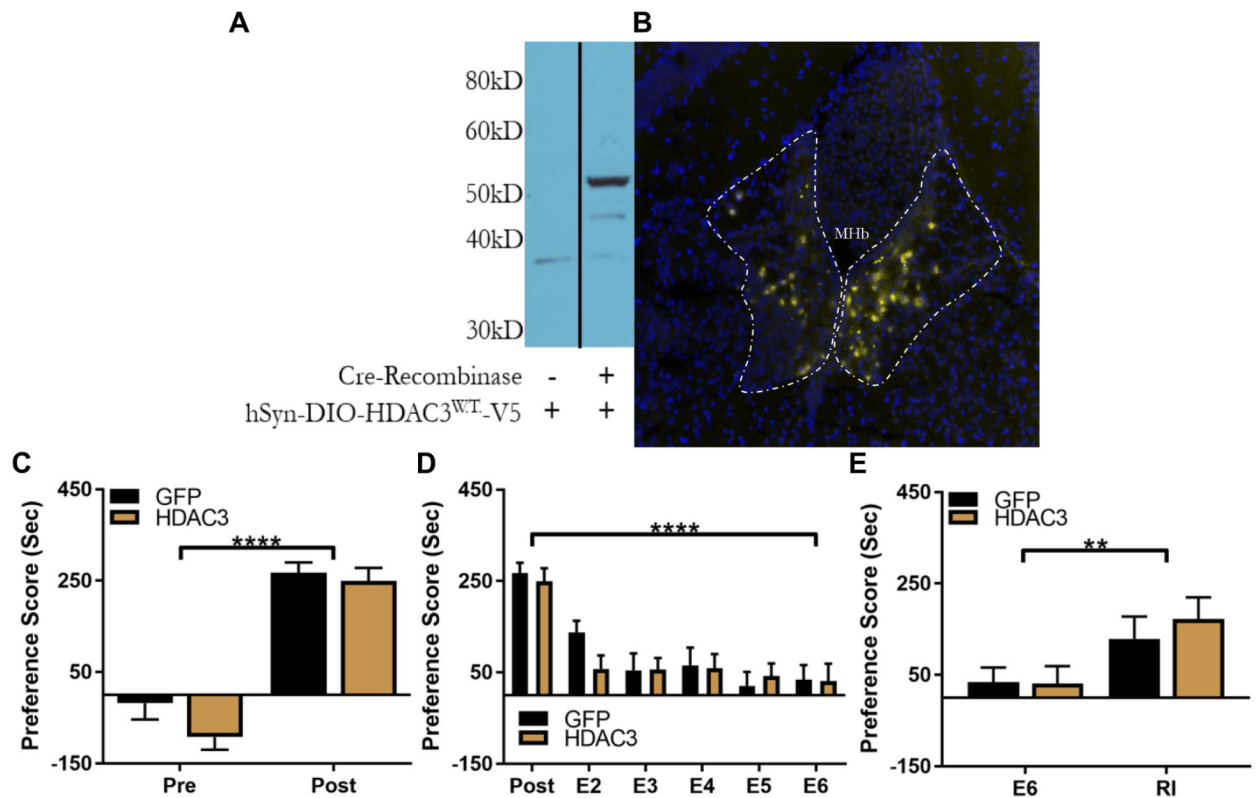 A
B
80kD
60kD
50kD
40kD
30kD
MHb
Cre-Recombinase - +
hSyn-DIO-HDAC3W.T.-V5 + +
C
Preference Score (Sec)
450
250
50
-150
GFP
HDAC3
****
Pre Post
D
Preference Score (Sec)
450
250
50
-150
****
GFP
HDAC3
Post E2 E3 E4 E5 E6
E
Preference Score (Sec)
450
250
50
-150
GFP
HDAC3
**
E6 RI